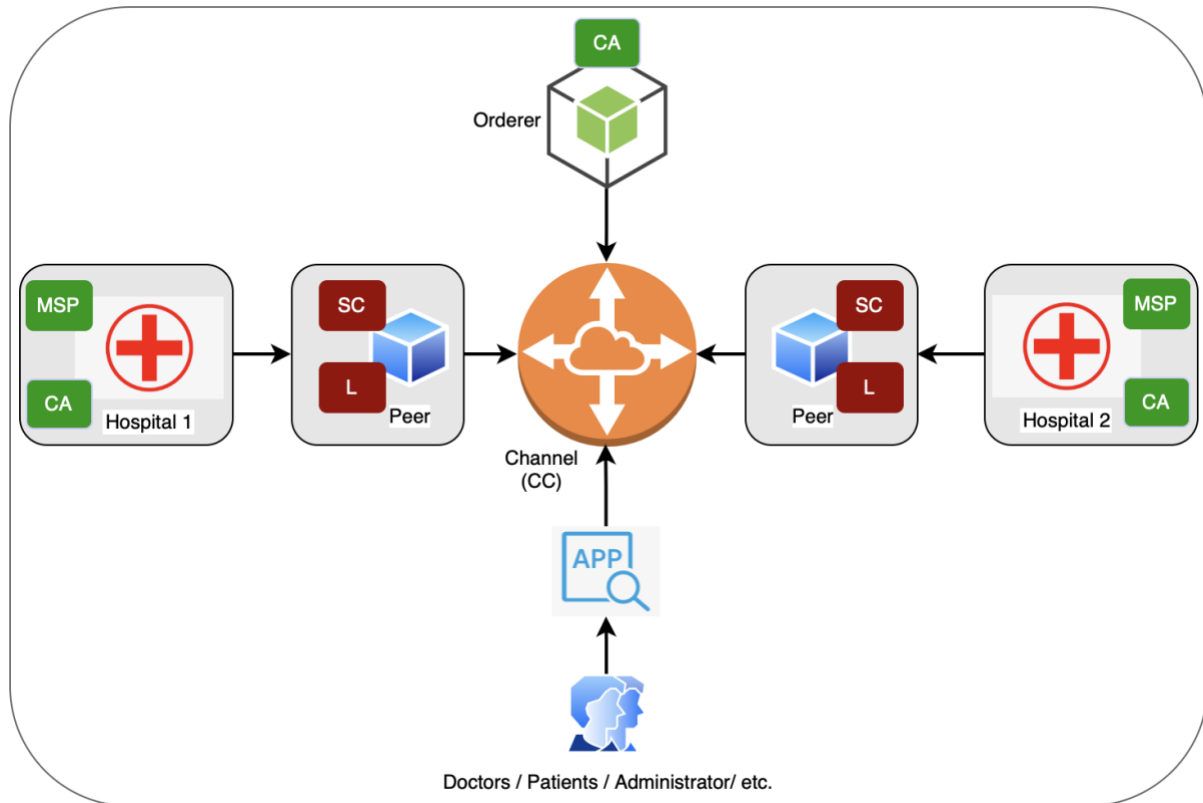 CA
Orderer
MSP
CA
Hospital 1
SC
L
Peer
Channel
(CC)
SC
L
Peer
MSP
CA
Hospital 2
APP
Doctors / Patients / Administrator/ etc.